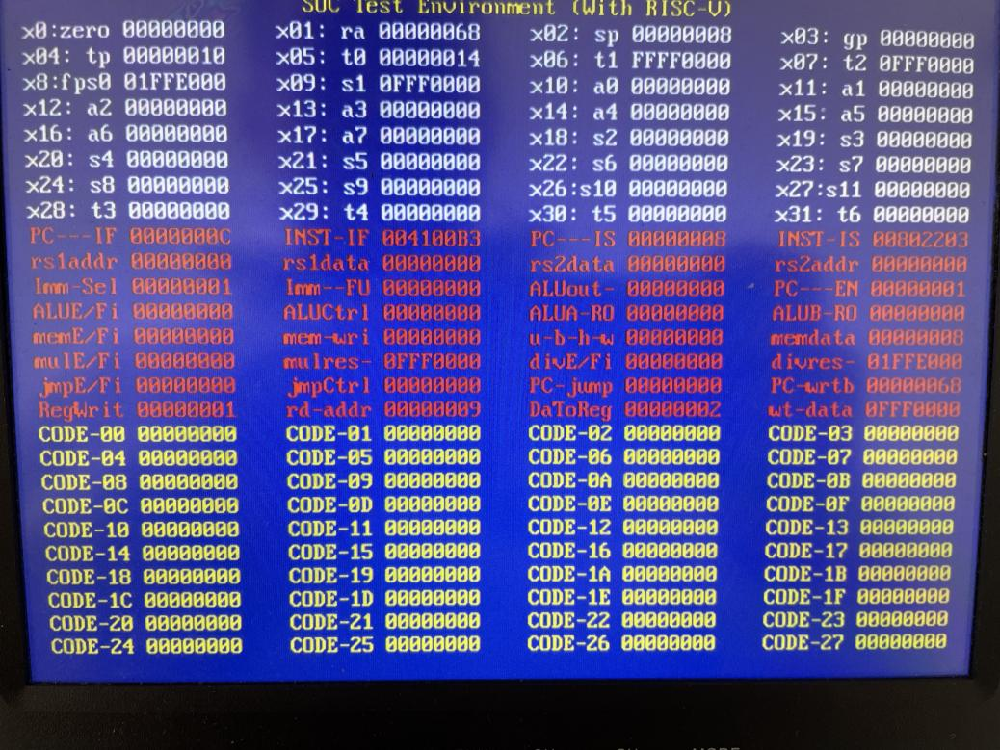 SOC Test Environment (With RISC-V)
x0:zero 00000000 x01: ra 00000068 x02: sp 00000008 x03: gp 00000000
x04: tp 00000010 x05: t0 00000014 x06: t1 FFFF0000 x07: t2 0FFF0000
x8:fps0 01FFE000 x09: s1 0FFF0000 x10: a0 00000000 x11: a1 00000000
x12: a2 00000000 x13: a3 00000000 x14: a4 00000000 x15: a5 00000000
x16: a6 00000000 x17: a7 00000000 x18: s2 00000000 x19: s3 00000000
x20: s4 00000000 x21: s5 00000000 x22: s6 00000000 x23: s7 00000000
x24: s8 00000000 x25: s9 00000000 x26:s10 00000000 x27:s11 00000000
x28: t3 00000000 x29: t4 00000000 x30: t5 00000000 x31: t6 00000000
PC---IF 0000000C INST-IF 004100B3 PC---IS 00000008 INST-IS 00802203
rs1addr 00000000 rs1data 00000000 rs2data 00000000 rs2addr 00000000
Imm-Sel 00000001 Imm--FU 00000000 ALUout- 00000000 PC---EN 00000001
ALUE/Fi 00000000 ALUCtrl 00000000 ALUA-RO 00000000 ALUB-RO 00000000
memE/Fi 00000000 mem-wri 00000000 u-b-h-w 00000000 memdata 00000008
mulE/Fi 00000000 mulres- 0FFF0000 divE/Fi 00000000 divres- 01FFE000
jmpE/Fi 00000000 jmpCtrl 00000000 PC-jump 00000000 PC-wrtb 00000068
RegWrit 00000001 rd-addr 00000009 DaToReg 00000002 wt-data 0FFF0000
CODE-00 00000000 CODE-01 00000000 CODE-02 00000000 CODE-03 00000000
CODE-04 00000000 CODE-05 00000000 CODE-06 00000000 CODE-07 00000000
CODE-08 00000000 CODE-09 00000000 CODE-0A 00000000 CODE-0B 00000000
CODE-0C 00000000 CODE-0D 00000000 CODE-0E 00000000 CODE-0F 00000000
CODE-10 00000000 CODE-11 00000000 CODE-12 00000000 CODE-13 00000000
CODE-14 00000000 CODE-15 00000000 CODE-16 00000000 CODE-17 00000000
CODE-18 00000000 CODE-19 00000000 CODE-1A 00000000 CODE-1B 00000000
CODE-1C 00000000 CODE-1D 00000000 CODE-1E 00000000 CODE-1F 00000000
CODE-20 00000000 CODE-21 00000000 CODE-22 00000000 CODE-23 00000000
CODE-24 00000000 CODE-25 00000000 CODE-26 00000000 CODE-27 00000000